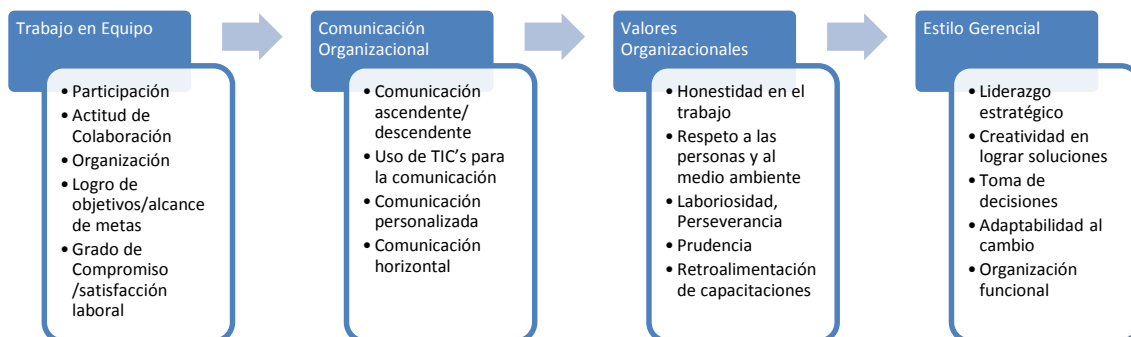 Trabajo en Equipo
• Participación
• Actitud de
Colaboración
• Organización
• Logro de
objetivos/alcance
de metas
• Grado de
Compromiso
/satisfacción
laboral
Comunicación
Organizacional
• Comunicación
ascendente/
descendente
• Uso de TIC's para
la comunicación
• Comunicación
personalizada
• Comunicación
horizontal
Valores
Organizacionales
• Honestidad en el
trabajo
• Respeto a las
personas y al
medio ambiente
• Laboriosidad,
Perseverancia
• Prudencia
• Retroalimentación
de capacitaciones
Estilo Gerencial
• Liderazgo
estratégico
• Creatividad en
lograr soluciones
• Toma de
decisiones
• Adaptabilidad al
cambio
• Organización
funcional